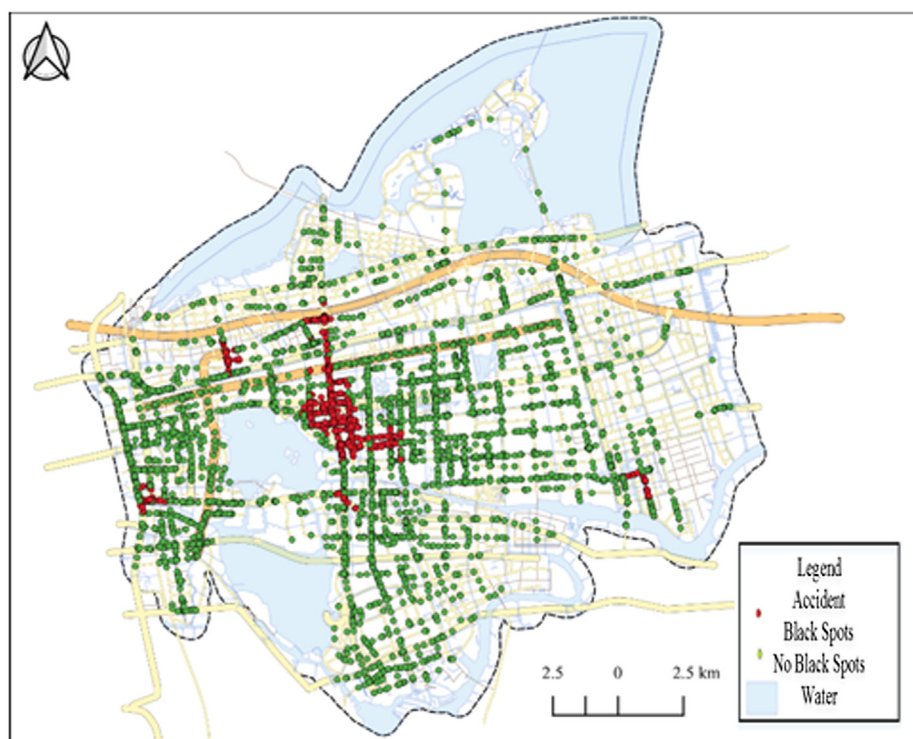 Legend
Accident
Black Spots
No Black Spots
Water
2.5 0 2.5 km